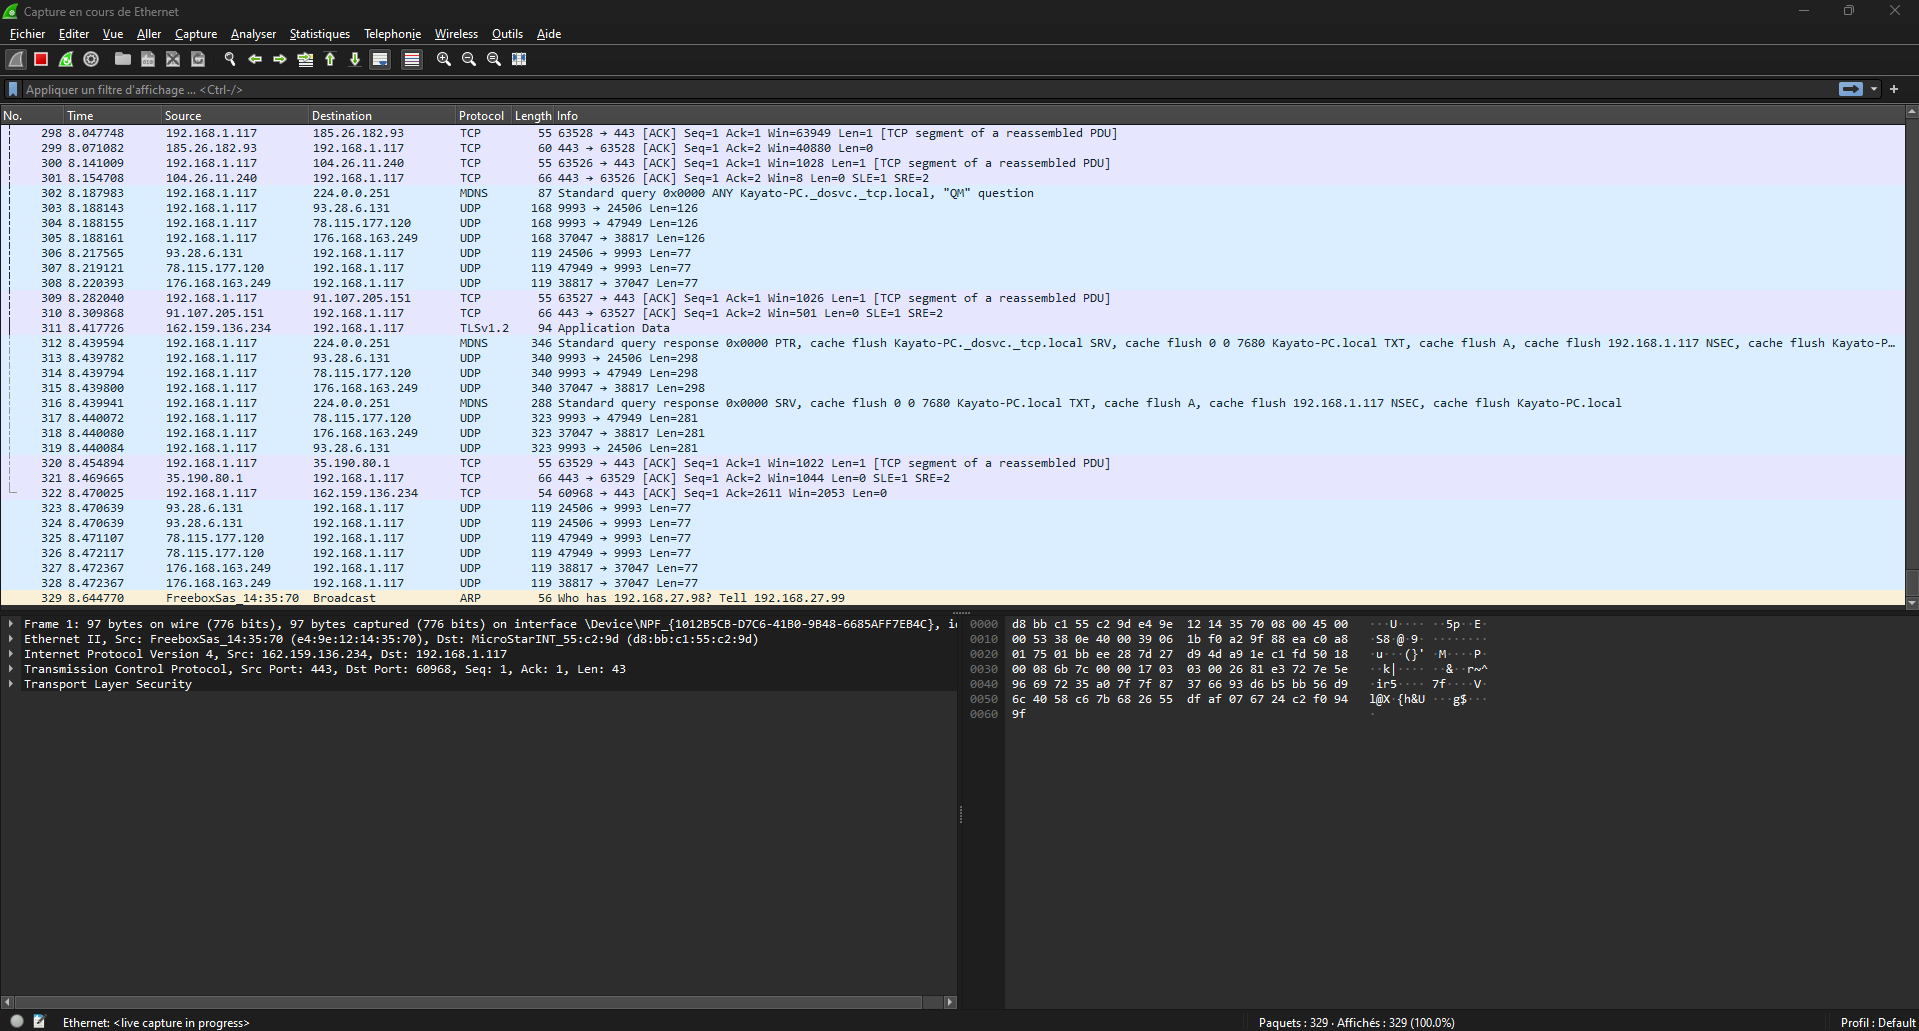 Capture en cours de Ethernet
Fichier Editer Vue Aller Capture Analyser Statistiques Telephonie Wireless Outils Aide
Appliquer un filtre d'affichage ... <Ctrl-/>
No. Time Source Destination Protocol Length Info
298 8.047748 192.168.1.117 185.26.182.93 TCP 55 63528 → 443 [ACK] Seq=1 Ack=1 Win=63949 Len=1 [TCP segment of a reassembled PDU]
299 8.071082 185.26.182.93 192.168.1.117 TCP 60 443 → 63528 [ACK] Seq=1 Ack=2 Win=40880 Len=0
300 8.141009 192.168.1.117 104.26.11.240 TCP 55 63526 → 443 [ACK] Seq=1 Ack=1 Win=1028 Len=1 [TCP segment of a reassembled PDU]
301 8.154708 104.26.11.240 192.168.1.117 TCP 66 443 → 63526 [ACK] Seq=1 Ack=2 Win=8 Len=0 SLE=1 SRE=2
302 8.187983 192.168.1.117 224.0.0.251 MDNS 87 Standard query 0x0000 ANY Kayato-PC._dosvc._tcp.local, "QM" question
303 8.188143 192.168.1.117 93.28.6.131 UDP 168 9993 → 24506 Len=126
304 8.188155 192.168.1.117 78.115.177.120 UDP 168 9993 → 47949 Len=126
305 8.188161 192.168.1.117 176.168.163.249 UDP 168 37047 → 38817 Len=126
306 8.217565 93.28.6.131 192.168.1.117 UDP 119 24506 → 9993 Len=77
307 8.219121 78.115.177.120 192.168.1.117 UDP 119 47949 → 9993 Len=77
308 8.220393 176.168.163.249 192.168.1.117 UDP 119 38817 → 37047 Len=77
309 8.282040 192.168.1.117 91.107.205.151 TCP 55 63527 → 443 [ACK] Seq=1 Ack=1 Win=1026 Len=1 [TCP segment of a reassembled PDU]
310 8.309868 91.107.205.151 192.168.1.117 TCP 66 443 → 63527 [ACK] Seq=1 Ack=2 Win=501 Len=0 SLE=1 SRE=2
311 8.417726 162.159.136.234 192.168.1.117 TLSv1.2 94 Application Data
312 8.439594 192.168.1.117 224.0.0.251 MDNS 346 Standard query response 0x0000 PTR, cache flush Kayato-PC._dosvc._tcp.local SRV, cache flush 0 0 7680 Kayato-PC.local TXT, cache flush A, cache flush 192.168.1.117 NSEC, cache flush Kayato-P…
313 8.439782 192.168.1.117 93.28.6.131 UDP 340 9993 → 24506 Len=298
314 8.439794 192.168.1.117 78.115.177.120 UDP 340 9993 → 47949 Len=298
315 8.439800 192.168.1.117 176.168.163.249 UDP 340 37047 → 38817 Len=298
316 8.439941 192.168.1.117 224.0.0.251 MDNS 288 Standard query response 0x0000 SRV, cache flush 0 0 7680 Kayato-PC.local TXT, cache flush A, cache flush 192.168.1.117 NSEC, cache flush Kayato-PC.local
317 8.440072 192.168.1.117 78.115.177.120 UDP 323 9993 → 47949 Len=281
318 8.440080 192.168.1.117 176.168.163.249 UDP 323 37047 → 38817 Len=281
319 8.440084 192.168.1.117 93.28.6.131 UDP 323 9993 → 24506 Len=281
320 8.454894 192.168.1.117 35.190.80.1 TCP 55 63529 → 443 [ACK] Seq=1 Ack=1 Win=1022 Len=1 [TCP segment of a reassembled PDU]
321 8.469665 35.190.80.1 192.168.1.117 TCP 66 443 → 63529 [ACK] Seq=1 Ack=2 Win=1044 Len=0 SLE=1 SRE=2
322 8.470025 192.168.1.117 162.159.136.234 TCP 54 60968 → 443 [ACK] Seq=1 Ack=2611 Win=2053 Len=0
323 8.470639 93.28.6.131 192.168.1.117 UDP 119 24506 → 9993 Len=77
324 8.470639 93.28.6.131 192.168.1.117 UDP 119 24506 → 9993 Len=77
325 8.471107 78.115.177.120 192.168.1.117 UDP 119 47949 → 9993 Len=77
326 8.472117 78.115.177.120 192.168.1.117 UDP 119 47949 → 9993 Len=77
327 8.472367 176.168.163.249 192.168.1.117 UDP 119 38817 → 37047 Len=77
328 8.472367 176.168.163.249 192.168.1.117 UDP 119 38817 → 37047 Len=77
329 8.644770 FreeboxSas_14:35:70 Broadcast ARP 56 Who has 192.168.27.98? Tell 192.168.27.99
Frame 1: 97 bytes on wire (776 bits), 97 bytes captured (776 bits) on interface \Device\NPF_{1012B5CB-D7C6-41B0-9B48-6685AFF7EB4C}, i
Ethernet II, Src: FreeboxSas_14:35:70 (e4:9e:12:14:35:70), Dst: MicroStarINT_55:c2:9d (d8:bb:c1:55:c2:9d)
Internet Protocol Version 4, Src: 162.159.136.234, Dst: 192.168.1.117
Transmission Control Protocol, Src Port: 443, Dst Port: 60968, Seq: 1, Ack: 1, Len: 43
Transport Layer Security
0000 d8 bb c1 55 c2 9d e4 9e 12 14 35 70 08 00 45 00 ···U···· ··5p··E·
0010 00 53 38 0e 40 00 39 06 1b f0 a2 9f 88 ea c0 a8 ·S8·@·9· ········
0020 01 75 01 bb ee 28 7d 27 d9 4d a9 1e c1 fd 50 18 ·u···(}' ·M····P·
0030 00 08 6b 7c 00 00 17 03 03 00 26 81 e3 72 7e 5e ··k|···· ··&··r~^
0040 96 69 72 35 a0 7f 7f 87 37 66 93 d6 b5 bb 56 d9 ·ir5···· 7f····V·
0050 6c 40 58 c6 7b 68 26 55 df af 07 67 24 c2 f0 94 l@X·{h&U ···g$···
0060 9f ·
Ethernet: <live capture in progress>
Paquets : 329 · Affichés : 329 (100.0%)
Profil : Default